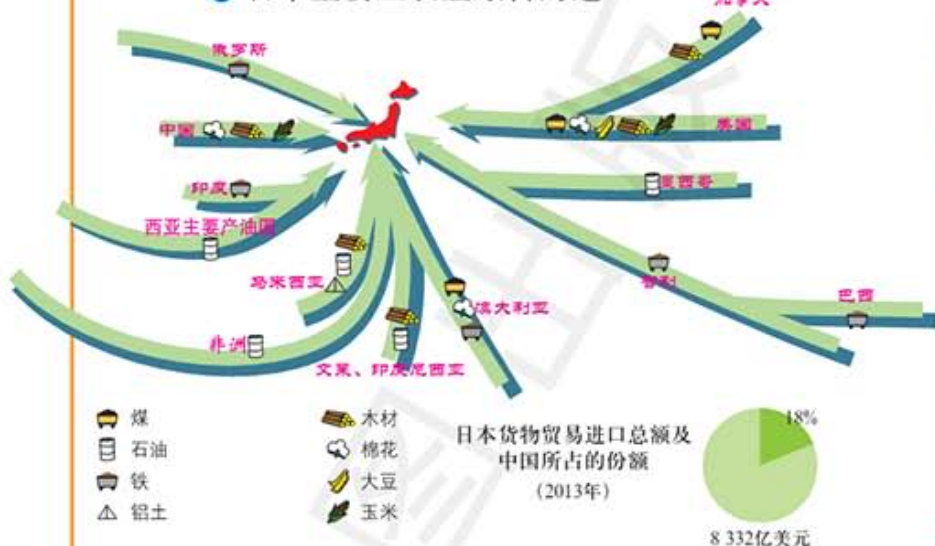 俄罗斯
中国
美国
印度
墨西哥
西亚主要产油国
马来西亚
智利
澳大利亚
巴西
非洲
文莱、印度尼西亚
煤
木材
石油
棉花
铁
大豆
铝土
玉米
日本货物贸易进口总额及
中国所占的份额
(2013年)
18%
8 332亿美元